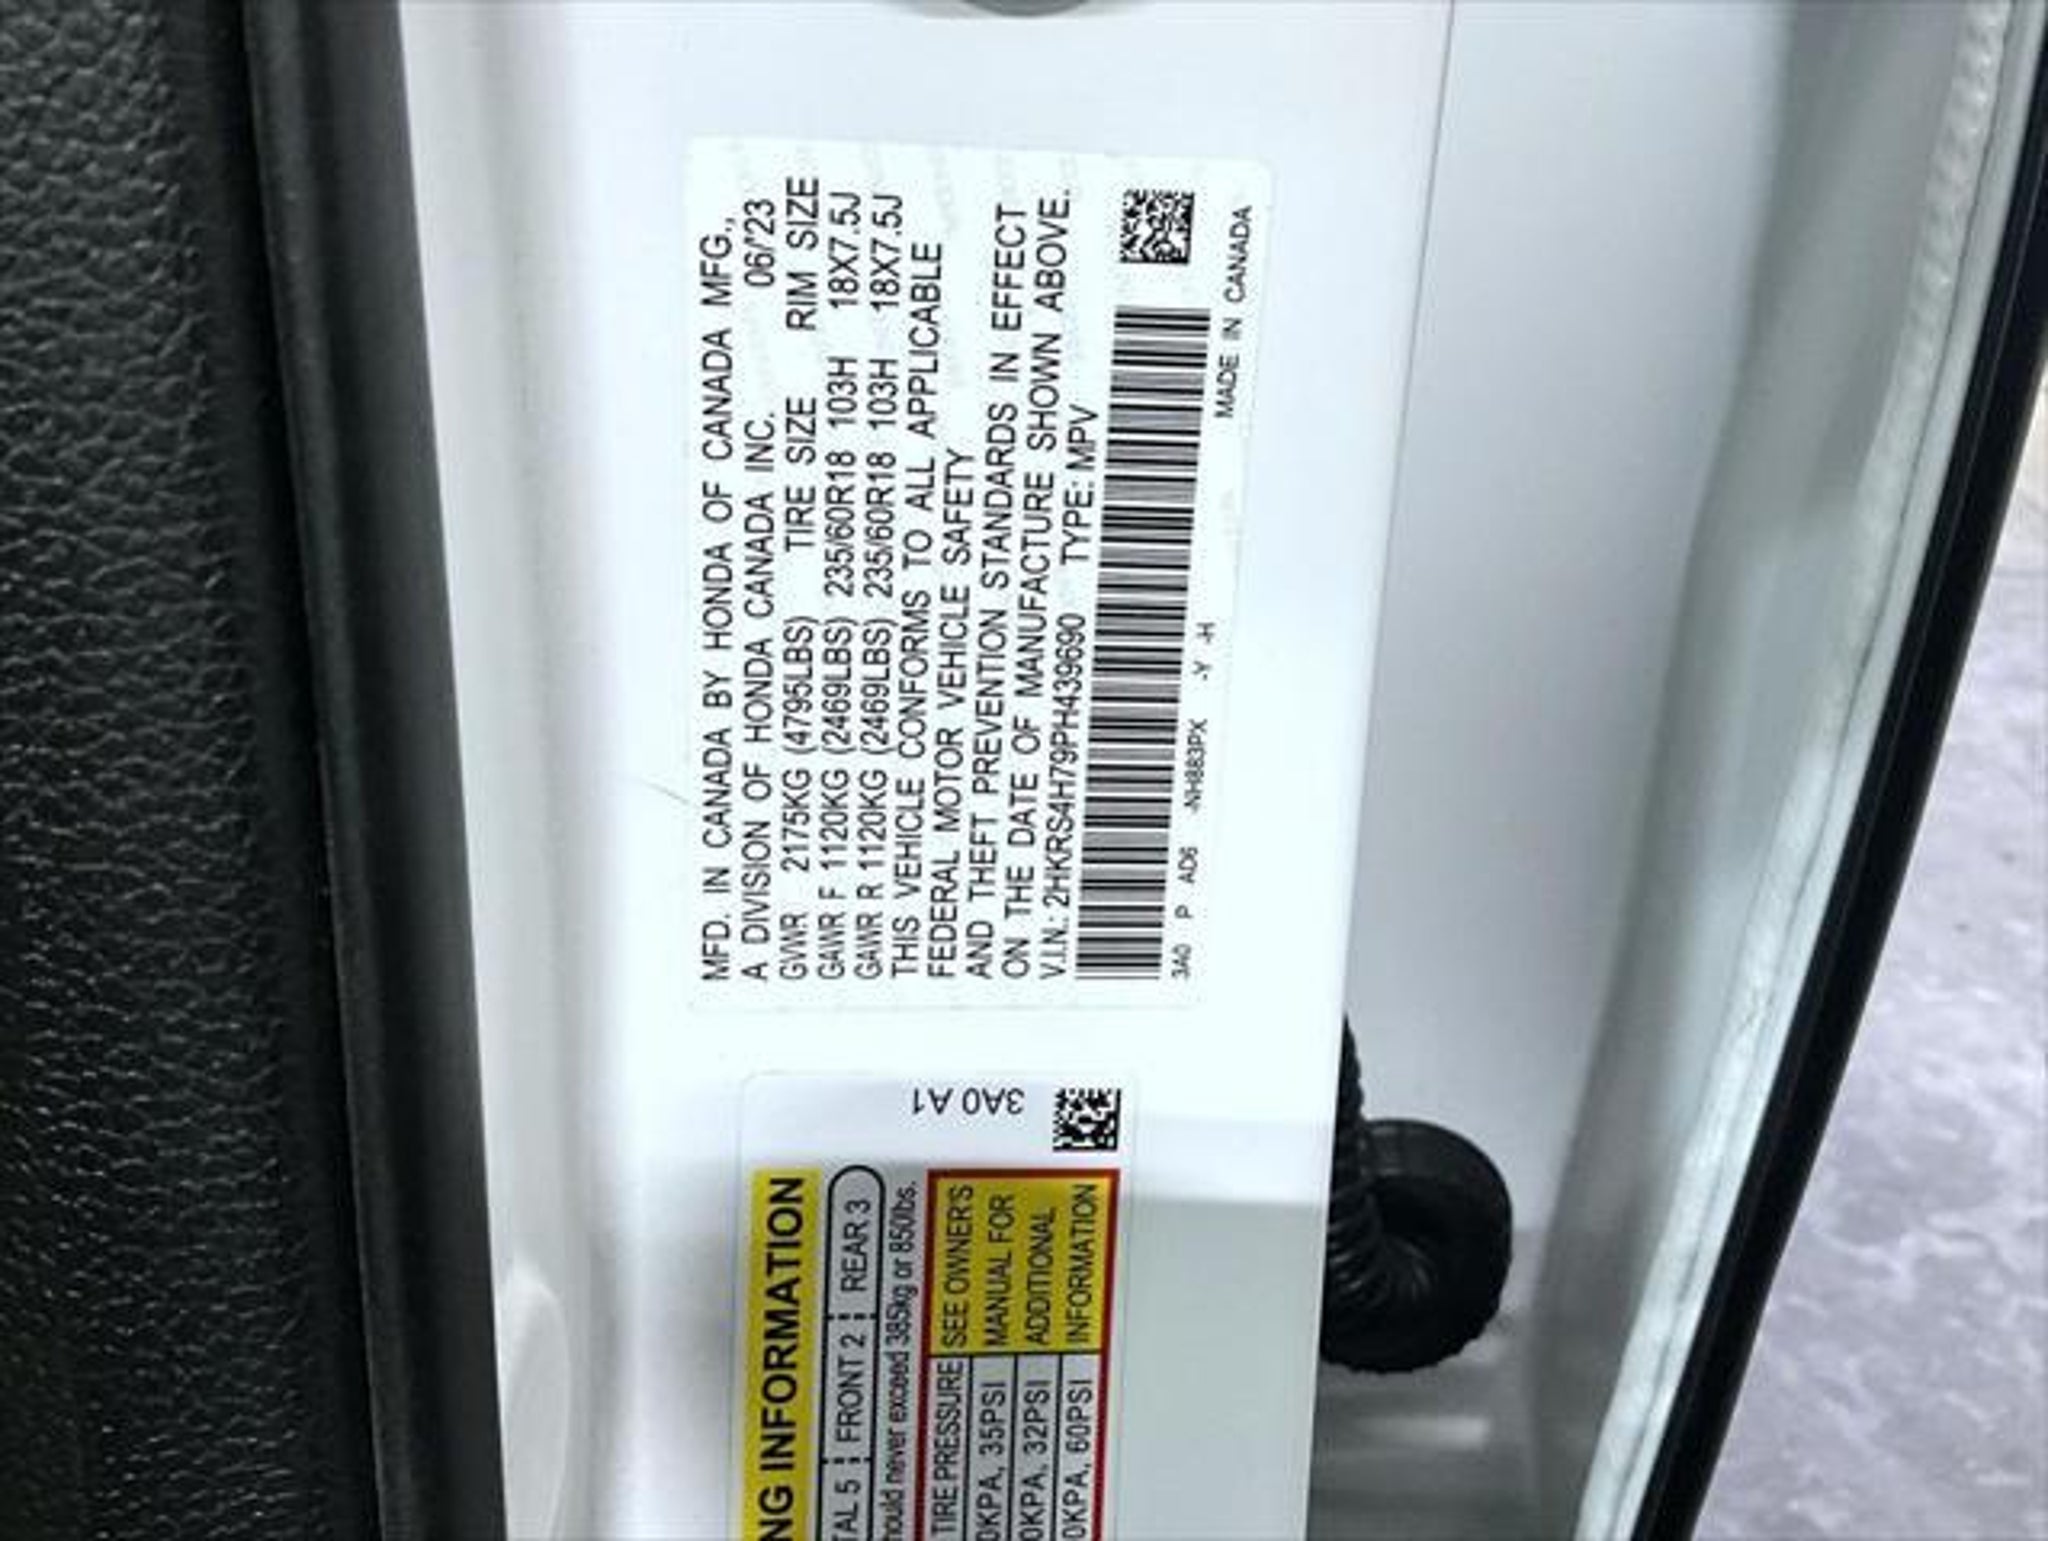 MFD. IN CANADA BY HONDA OF CANADA MFG.,
A DIVISION OF HONDA CANADA INC. 06/'23
GVWR 2175KG (4795LBS) TIRE SIZE RIM SIZE
GAWR F 1120KG (2469LBS) 235/60R18 103H 18X7.5J
GAWR R 1120KG (2469LBS) 235/60R18 103H 18X7.5J
THIS VEHICLE CONFORMS TO ALL APPLICABLE
FEDERAL MOTOR VEHICLE SAFETY
AND THEFT PREVENTION STANDARDS IN EFFECT
ON THE DATE OF MANUFACTURE SHOWN ABOVE.
V.I.N.: 2HKRS4H79PH439690 TYPE: MPV
3A0 P AD6 -NH883PX -Y -H
MADE IN CANADA
3A0 A1
NG INFORMATION
TAL 5 FRONT 2 REAR 3
hould never exceed 385kg or 850lbs.
TIRE PRESSURE SEE OWNER'S
0KPA, 35PSI MANUAL FOR
0KPA, 32PSI ADDITIONAL
0KPA, 60PSI INFORMATION